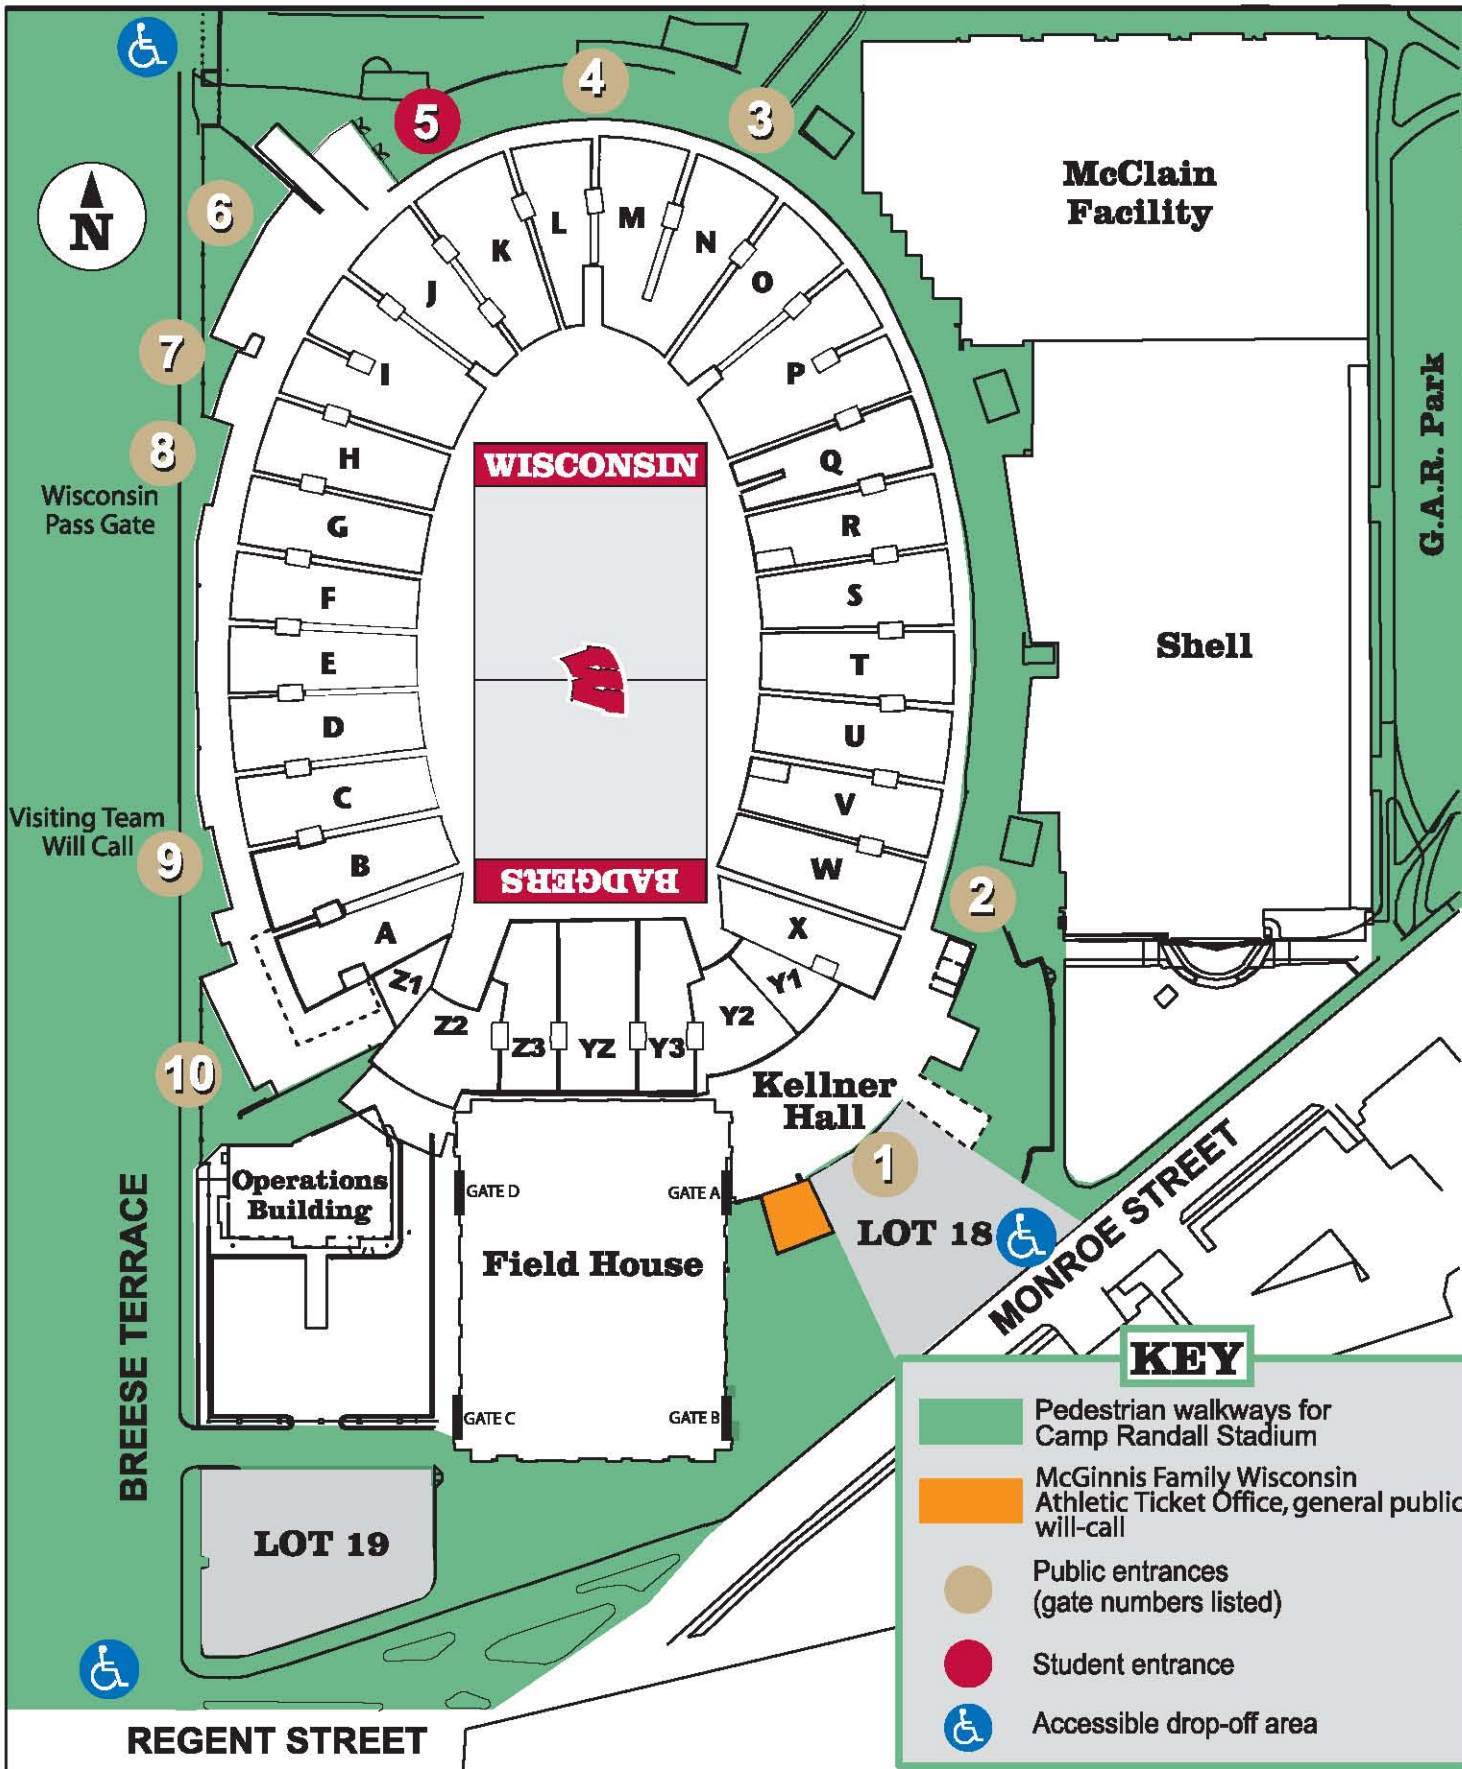 4
5
3
6
N
McClain
Facility
L
M
K
N
J
O
7
I
P
8
H
WISCONSIN
Q
G.A.R. Park
Wisconsin
Pass Gate
G
R
F
S
E
T
Shell
D
U
C
V
Visiting Team
Will Call
9
B
W
BADGERS
2
A
X
Z1
Y1
Z2
Y2
Z3
YZ
Y3
10
Kellner
Hall
1
Operations
Building
GATE D
GATE A
LOT 18
Field House
MONROE STREET
BREESE TERRACE
GATE C
GATE B
LOT 19
REGENT STREET
KEY
Pedestrian walkways for
Camp Randall Stadium
McGinnis Family Wisconsin
Athletic Ticket Office, general public
will-call
Public entrances
(gate numbers listed)
Student entrance
Accessible drop-off area